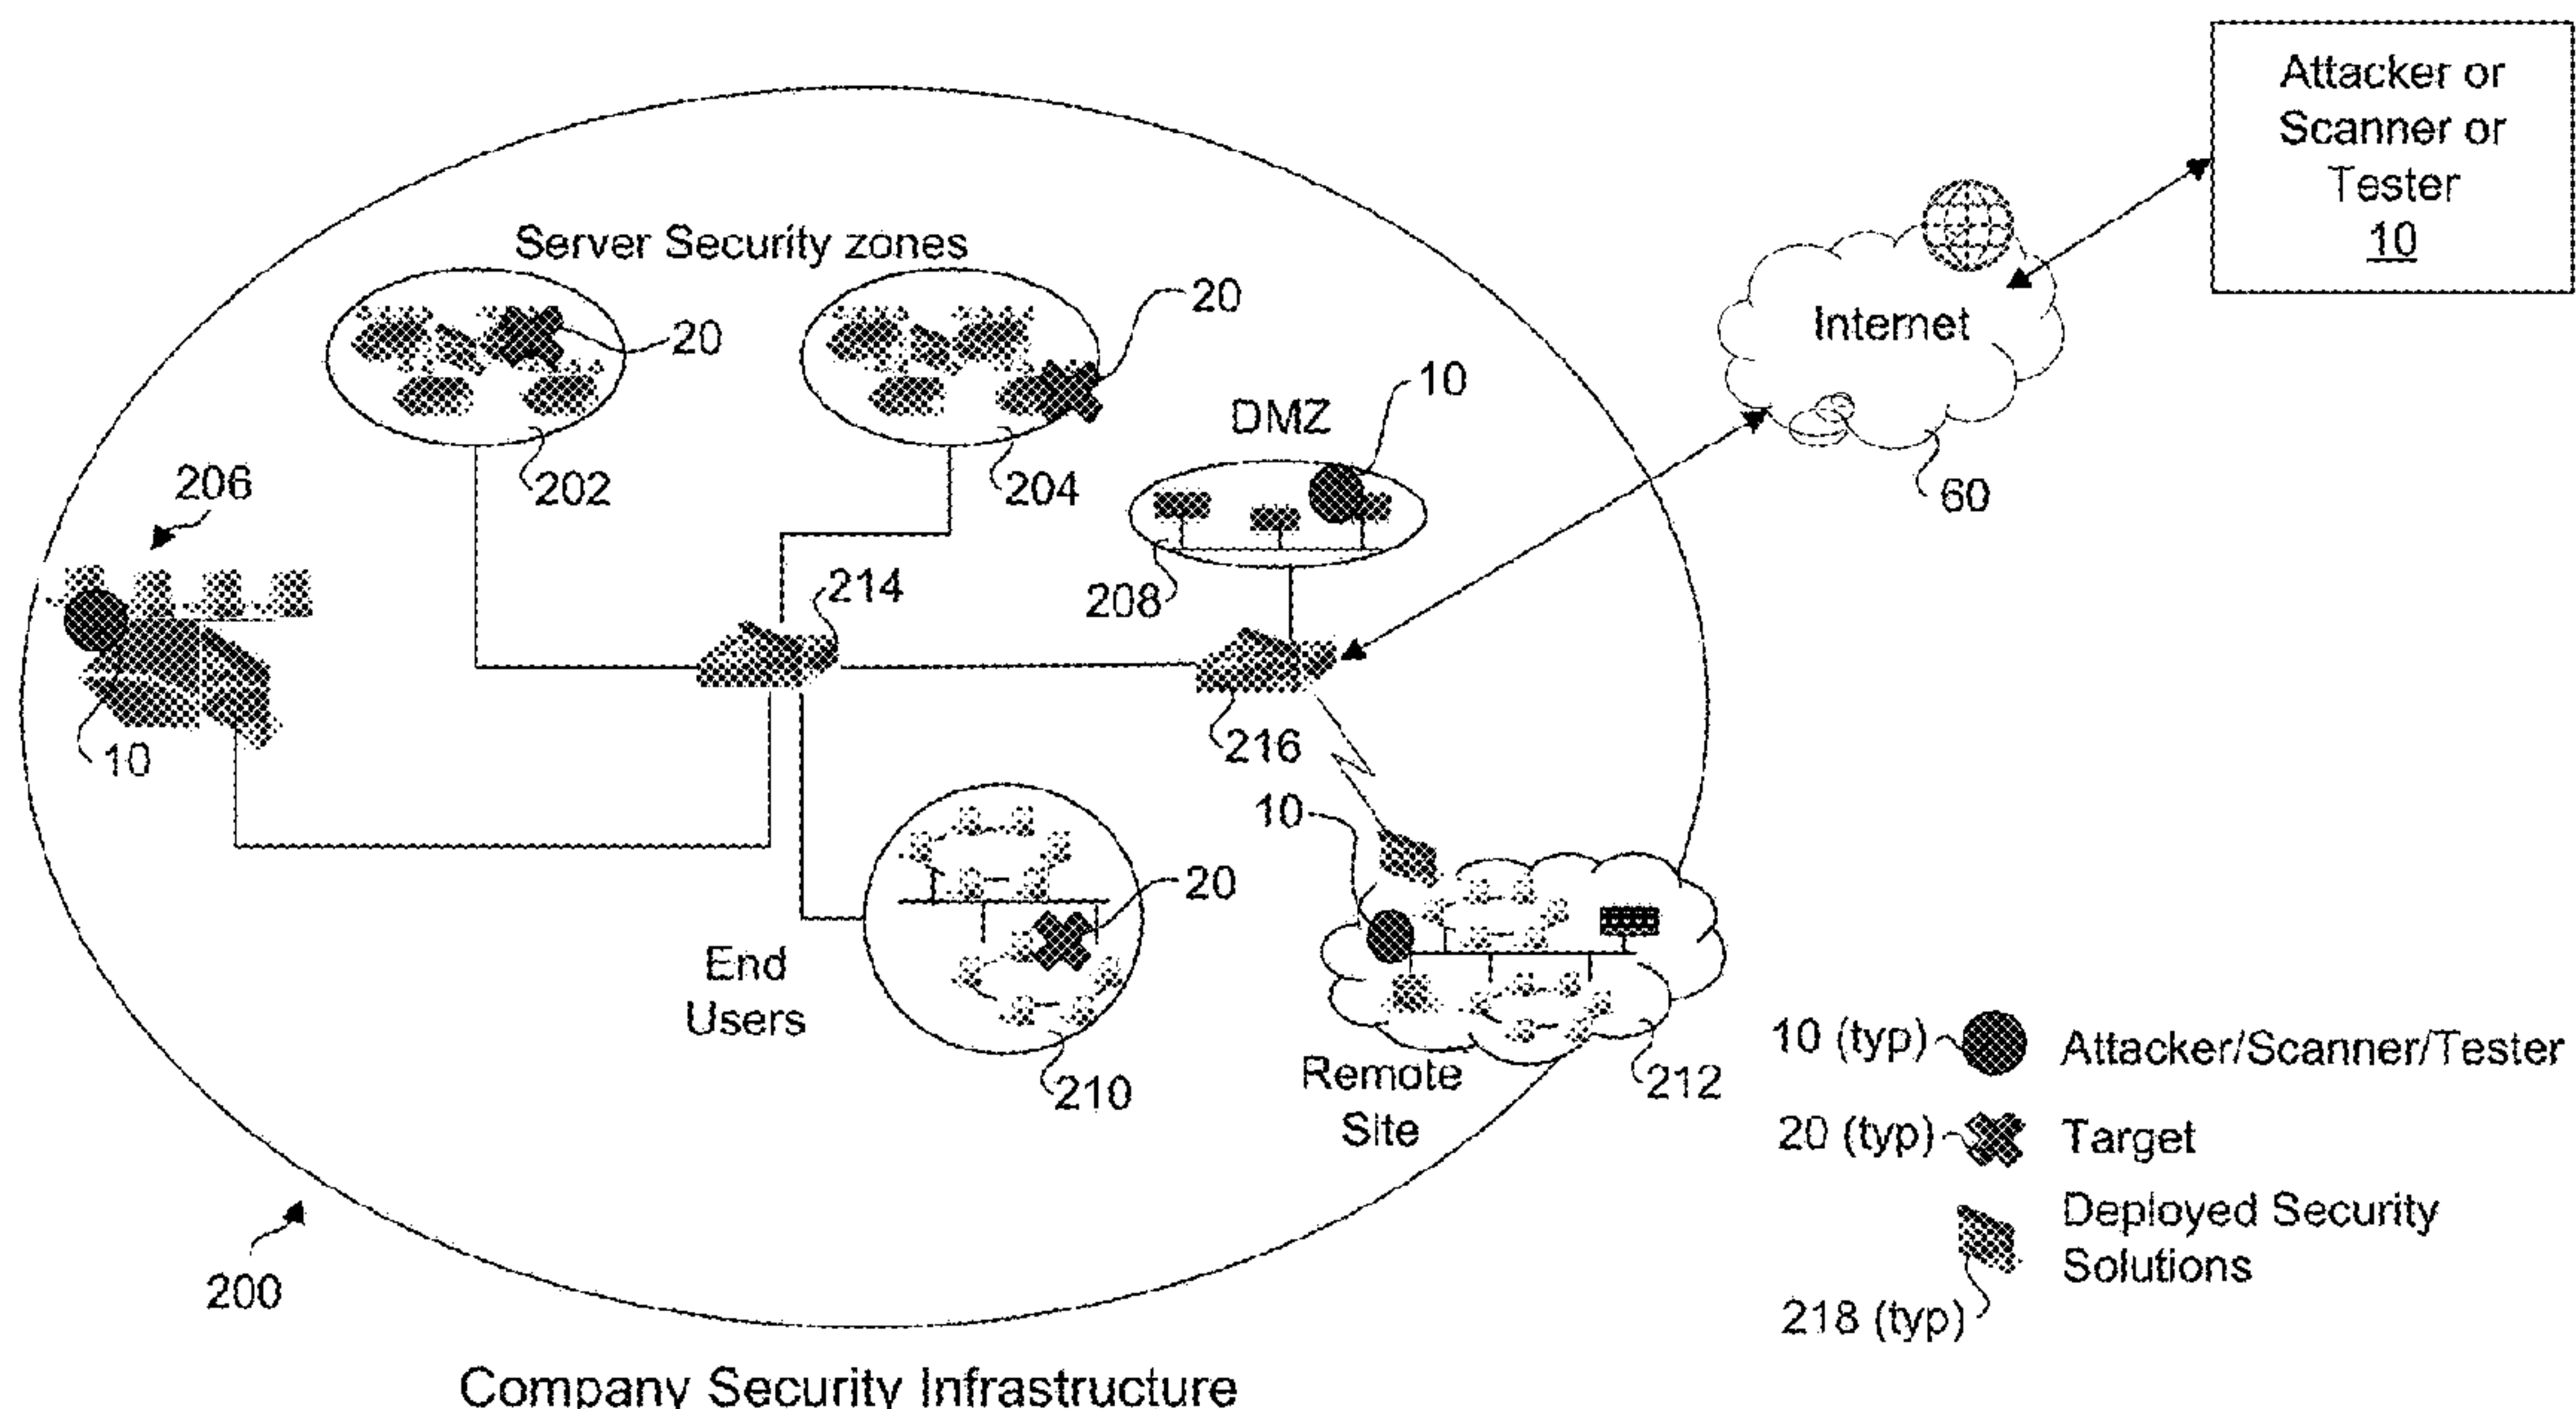 Attacker or
Scanner or
Tester
10
Server Security zones
20
20
Internet
10
DMZ
202
204
60
206
214
208
216
10
10
20
End
Users
210
Remote
Site
212
10 (typ)
Attacker/Scanner/Tester
20 (typ)
Target
Deployed Security
Solutions
218 (typ)
200
Company Security Infrastructure